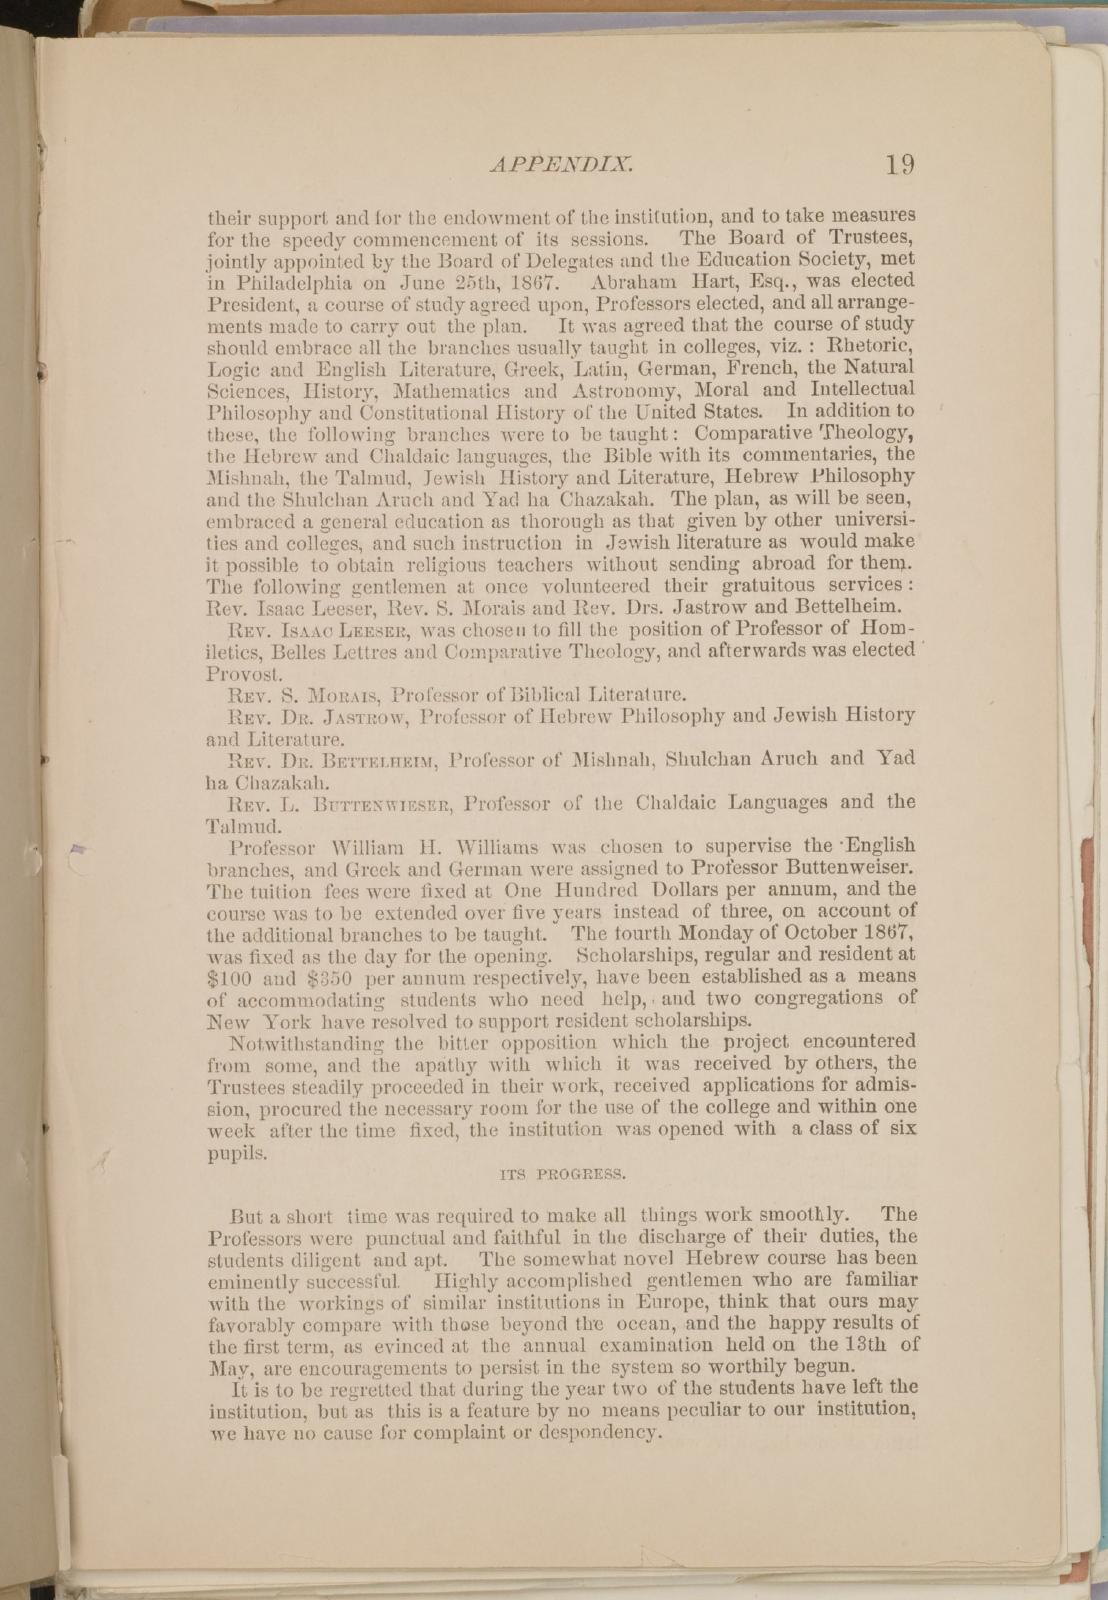 APPENDIX. 19
their support and for the endowment of the institution, and to take measures
for the speedy commencement of its sessions. The Board of Trustees,
jointly appointed by the Board of Delegates and the Education Society, met
in Philadelphia on June 25th, 1867. Abraham Hart, Esq., was elected
President, a course of study agreed upon, Professors elected, and all arrange-
ments made to carry out the plan. It was agreed that the course of study
should embrace all the branches usually taught in colleges, viz. : Rhetoric,
Logic and English Literature, Greek, Latin, German, French, the Natural
Sciences, History, Mathematics and Astronomy, Moral and Intellectual
Philosophy and Constitutional History of the United States. In addition to
these, the following branches were to be taught : Comparative Theology,
the Hebrew and Chaldaic languages, the Bible with its commentaries, the
Mishnah, the Talmud, Jewish History and Literature, Hebrew Philosophy
and the Shulchan Aruch and Yad ha Chazakah. The plan, as will be seen,
embraced a general education as thorough as that given by other universi-
ties and colleges, and such instruction in Jewish literature as would make
it possible to obtain religious teachers without sending abroad for them.
The following gentlemen at once volunteered their gratuitous services :
Rev. Isaac Leeser, Rev. S. Morais and Rev. Drs. Jastrow and Bettelheim.
REV. ISAAC LEESER, was chosen to fill the position of Professor of Hom-
iletics, Belles Lettres and Comparative Theology, and afterwards was elected
Provost.
REV. S. MORAIS, Professor of Biblical Literature.
REV. DR. JASTROW, Professor of Hebrew Philosophy and Jewish History
and Literature.
REV. DR. BETTELHEIM, Professor of Mishnah, Shulchan Aruch and Yad
ha Chazakah.
REV. L. BUTTENWIESER, Professor of the Chaldaic Languages and the
Talmud.
Professor William H. Williams was chosen to supervise the English
branches, and Greek and German were assigned to Professor Buttenweiser.
The tuition fees were fixed at One Hundred Dollars per annum, and the
course was to be extended over five years instead of three, on account of
the additional branches to be taught. The fourth Monday of October 1867,
was fixed as the day for the opening. Scholarships, regular and resident at
$100 and $350 per annum respectively, have been established as a means
of accommodating students who need help, and two congregations of
New York have resolved to support resident scholarships.
Notwithstanding the bitter opposition which the project encountered
from some, and the apathy with which it was received by others, the
Trustees steadily proceeded in their work, received applications for admis-
sion, procured the necessary room for the use of the college and within one
week after the time fixed, the institution was opened with a class of six
pupils.
ITS PROGRESS.
But a short time was required to make all things work smoothly. The
Professors were punctual and faithful in the discharge of their duties, the
students diligent and apt. The somewhat novel Hebrew course has been
eminently successful. Highly accomplished gentlemen who are familiar
with the workings of similar institutions in Europe, think that ours may
favorably compare with those beyond the ocean, and the happy results of
the first term, as evinced at the annual examination held on the 13th of
May, are encouragements to persist in the system so worthily begun.
It is to be regretted that during the year two of the students have left the
institution, but as this is a feature by no means peculiar to our institution,
we have no cause for complaint or despondency.